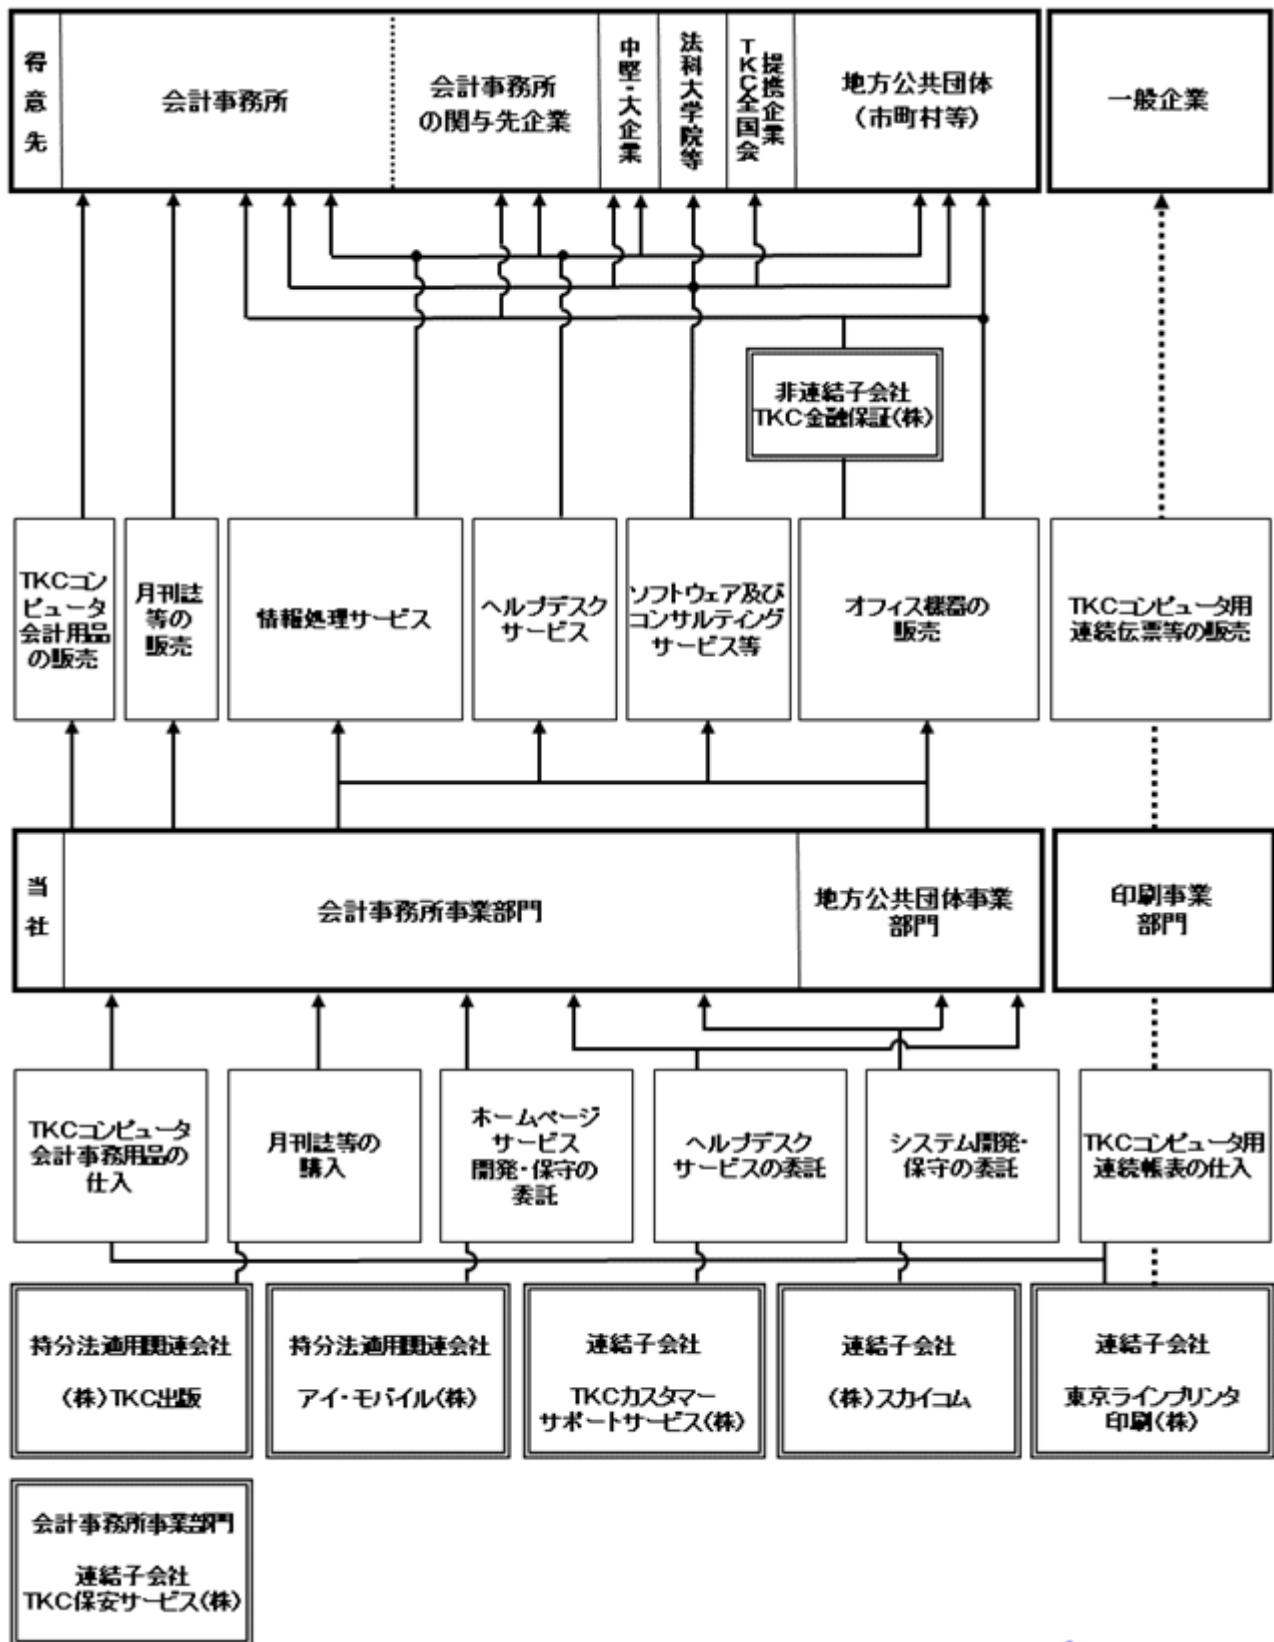 得意先
会計事務所
会計事務所
の関与先企業
中堅・大企業
法科大学院等
提携企業
TKC全国会
地方公共団体
（市町村等）
一般企業
非連結子会社
TKC金融保証(株)
TKCコン
ピュータ
会計用品
の販売
月刊誌
等の
販売
情報処理サービス
ヘルプデスク
サービス
ソフトウェア及び
コンサルティング
サービス等
オフィス機器の
販売
TKCコンピュータ用
連続伝票等の販売
当社
会計事務所事業部門
地方公共団体事業
部門
印刷事業
部門
TKCコンピュータ
会計事務用品の
仕入
月刊誌等の
購入
ホームページ
サービス
開発・保守の
委託
ヘルプデスク
サービスの委託
システム開発・
保守の委託
TKCコンピュータ用
連続帳表の仕入
持分法適用関連会社
(株)TKC出版
持分法適用関連会社
アイ・モバイル(株)
連結子会社
TKCカスタマー
サポートサービス(株)
連結子会社
(株)スカイコム
連結子会社
東京ラインプリンタ
印刷(株)
会計事務所事業部門
連結子会社
TKC保安サービス(株)